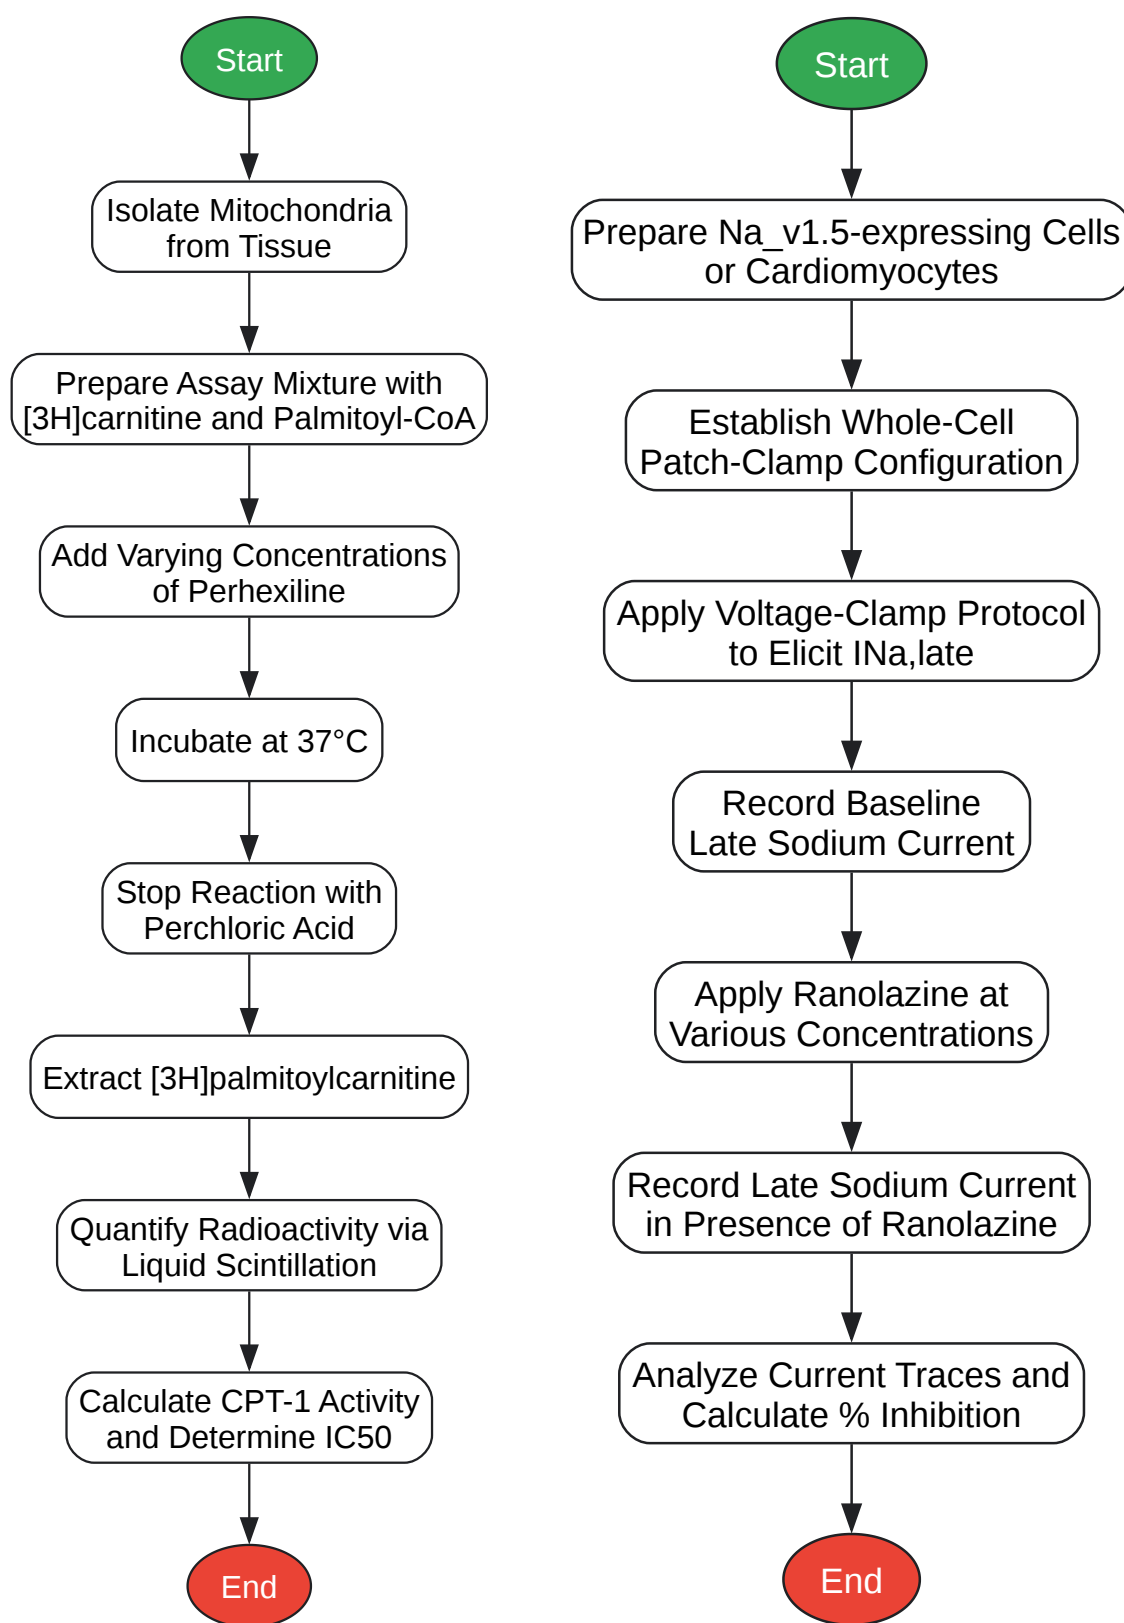 Start
Isolate Mitochondria
from Tissue
Prepare Assay Mixture with
[3H]carnitine and Palmitoyl-CoA
Add Varying Concentrations
of Perhexiline
Incubate at 37°C
Stop Reaction with
Perchloric Acid
Extract [3H]palmitoylcarnitine
Quantify Radioactivity via
Liquid Scintillation
Calculate CPT-1 Activity
and Determine IC50
End
Start
Prepare Na_v1.5-expressing Cells
or Cardiomyocytes
Establish Whole-Cell
Patch-Clamp Configuration
Apply Voltage-Clamp Protocol
to Elicit INa,late
Record Baseline
Late Sodium Current
Apply Ranolazine at
Various Concentrations
Record Late Sodium Current
in Presence of Ranolazine
Analyze Current Traces and
Calculate % Inhibition
End